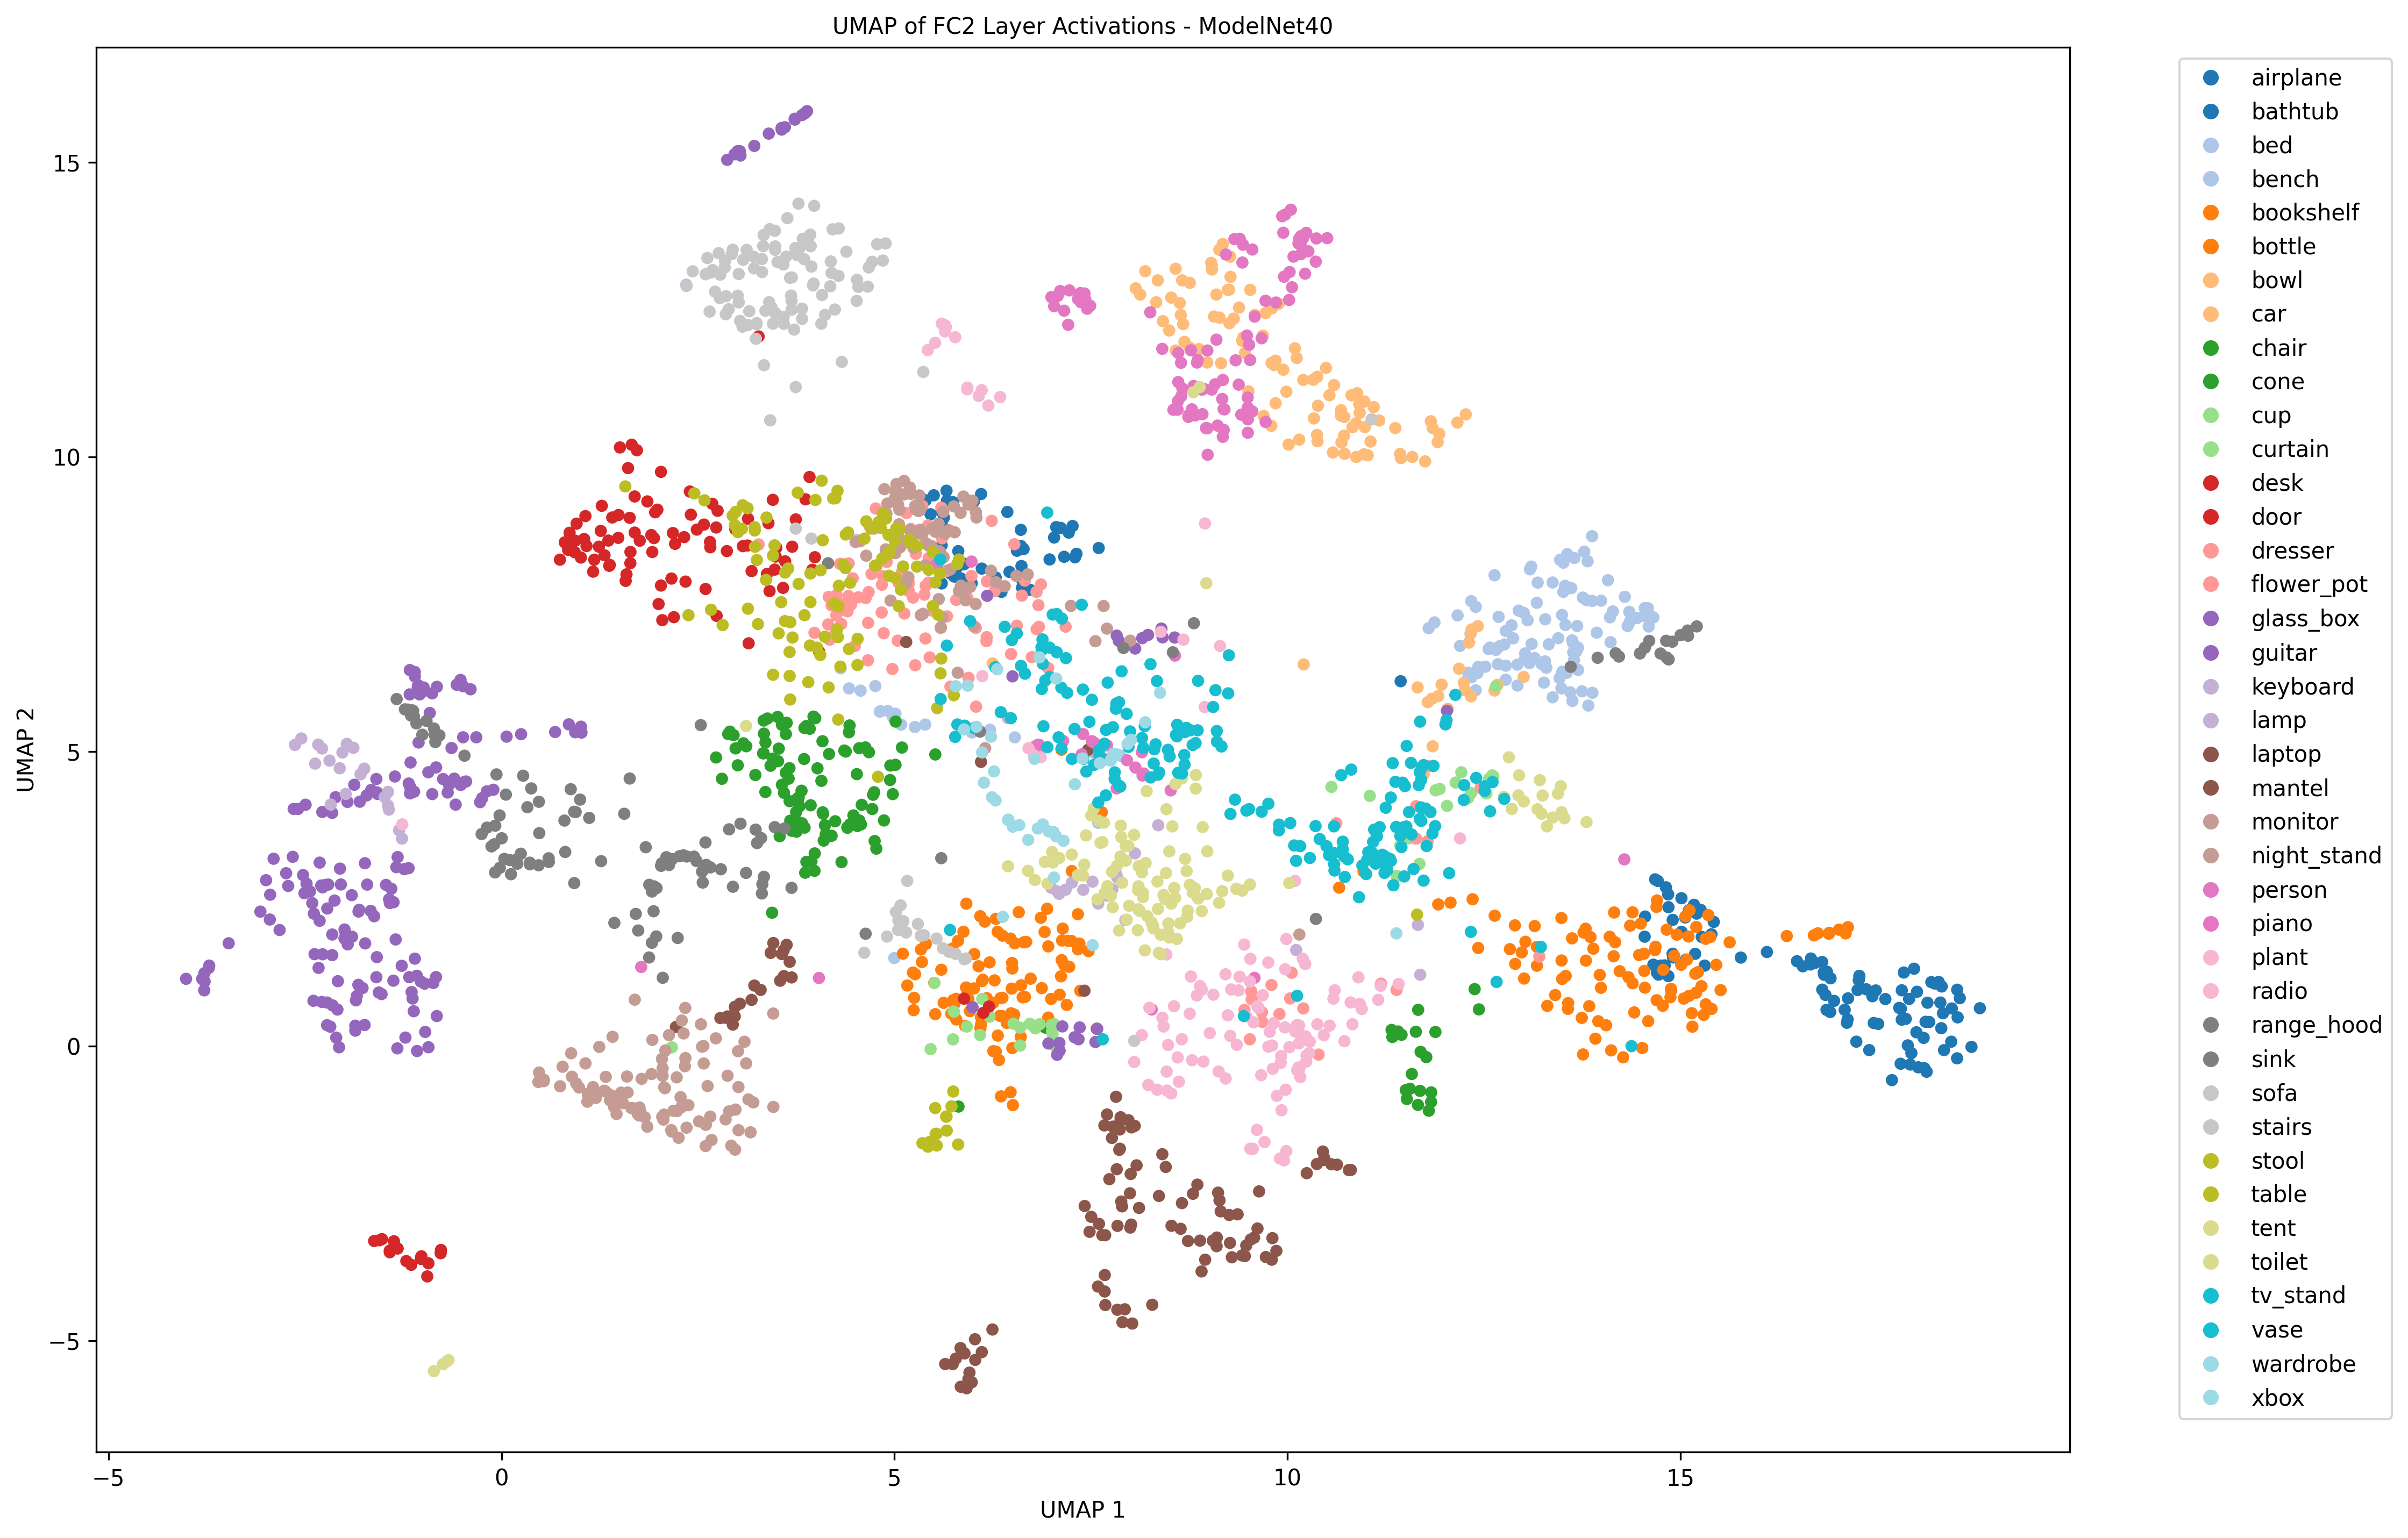 UMAP of FC2 Layer Activations - ModelNet40
15
10
5
0
−5
UMAP 2
−5
0
5
10
15
UMAP 1
airplane
bathtub
bed
bench
bookshelf
bottle
bowl
car
chair
cone
cup
curtain
desk
door
dresser
flower_pot
glass_box
guitar
keyboard
lamp
laptop
mantel
monitor
night_stand
person
piano
plant
radio
range_hood
sink
sofa
stairs
stool
table
tent
toilet
tv_stand
vase
wardrobe
xbox